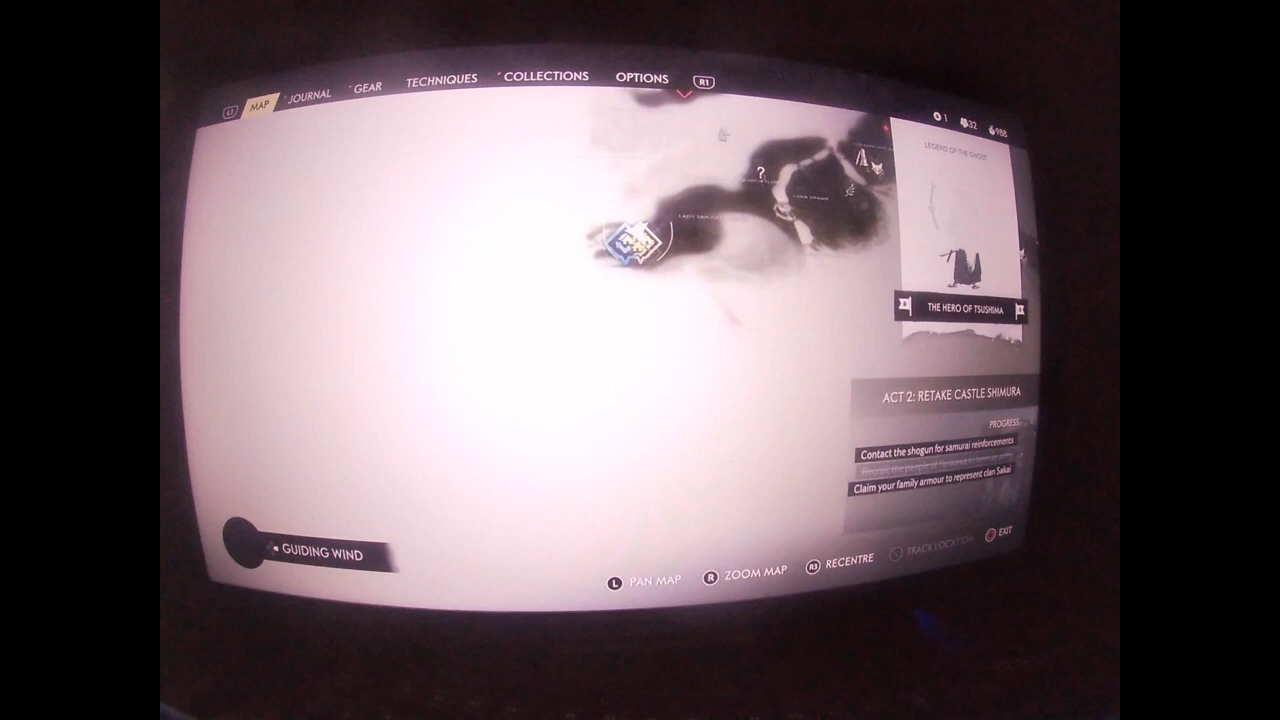 L1 MAP JOURNAL GEAR TECHNIQUES COLLECTIONS OPTIONS R1
1 32 988
LEGEND OF THE GHOST
?
THE HERO OF TSUSHIMA
ACT 2: RETAKE CASTLE SHIMURA
PROGRESS
Contact the shogun for samurai reinforcements
Claim your family armour to represent clan Sakai
GUIDING WIND
L PAN MAP R ZOOM MAP R3 RECENTRE TRACK LOCATION EXIT